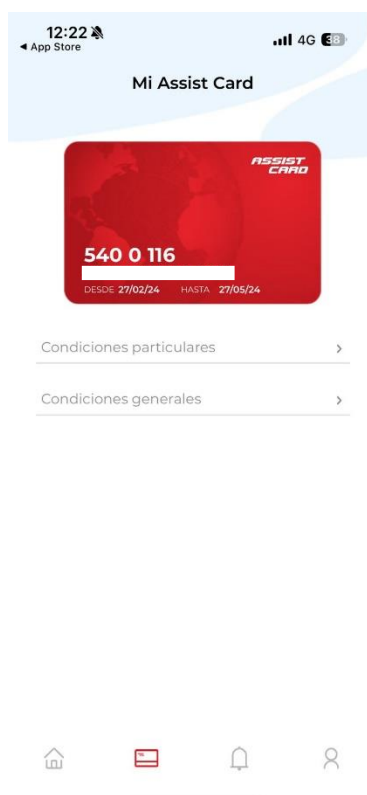 12:22
4G 38
◀ App Store
Mi Assist Card
ASSIST
CARD
540 0 116
DESDE 27/02/24 HASTA 27/05/24
Condiciones particulares
Condiciones generales